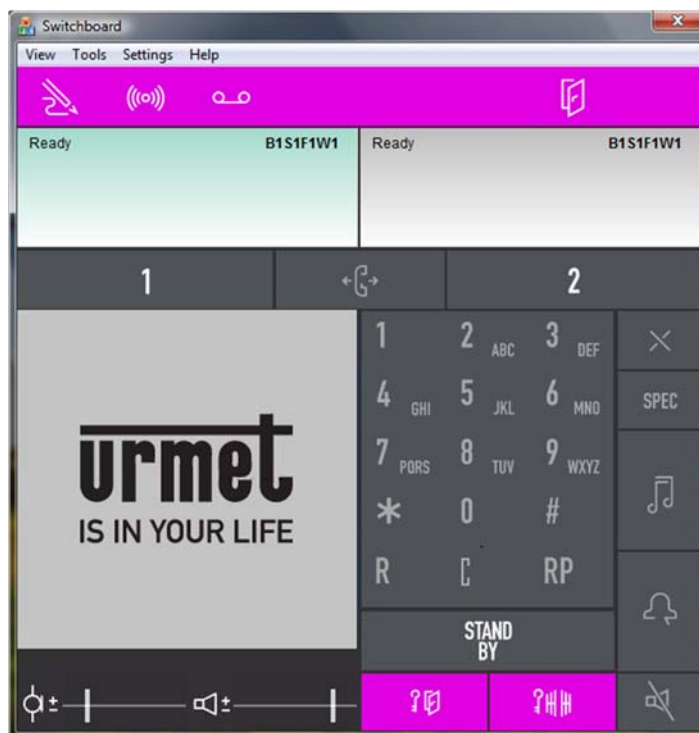 Switchboard
View Tools Settings Help
Ready B1S1F1W1 Ready B1S1F1W1
1 2
1 2 ABC 3 DEF
4 GHI 5 JKL 6 MNO SPEC
7 PQRS 8 TUV 9 WXYZ
* 0 #
R C RP
urmet
IS IN YOUR LIFE
STAND
BY